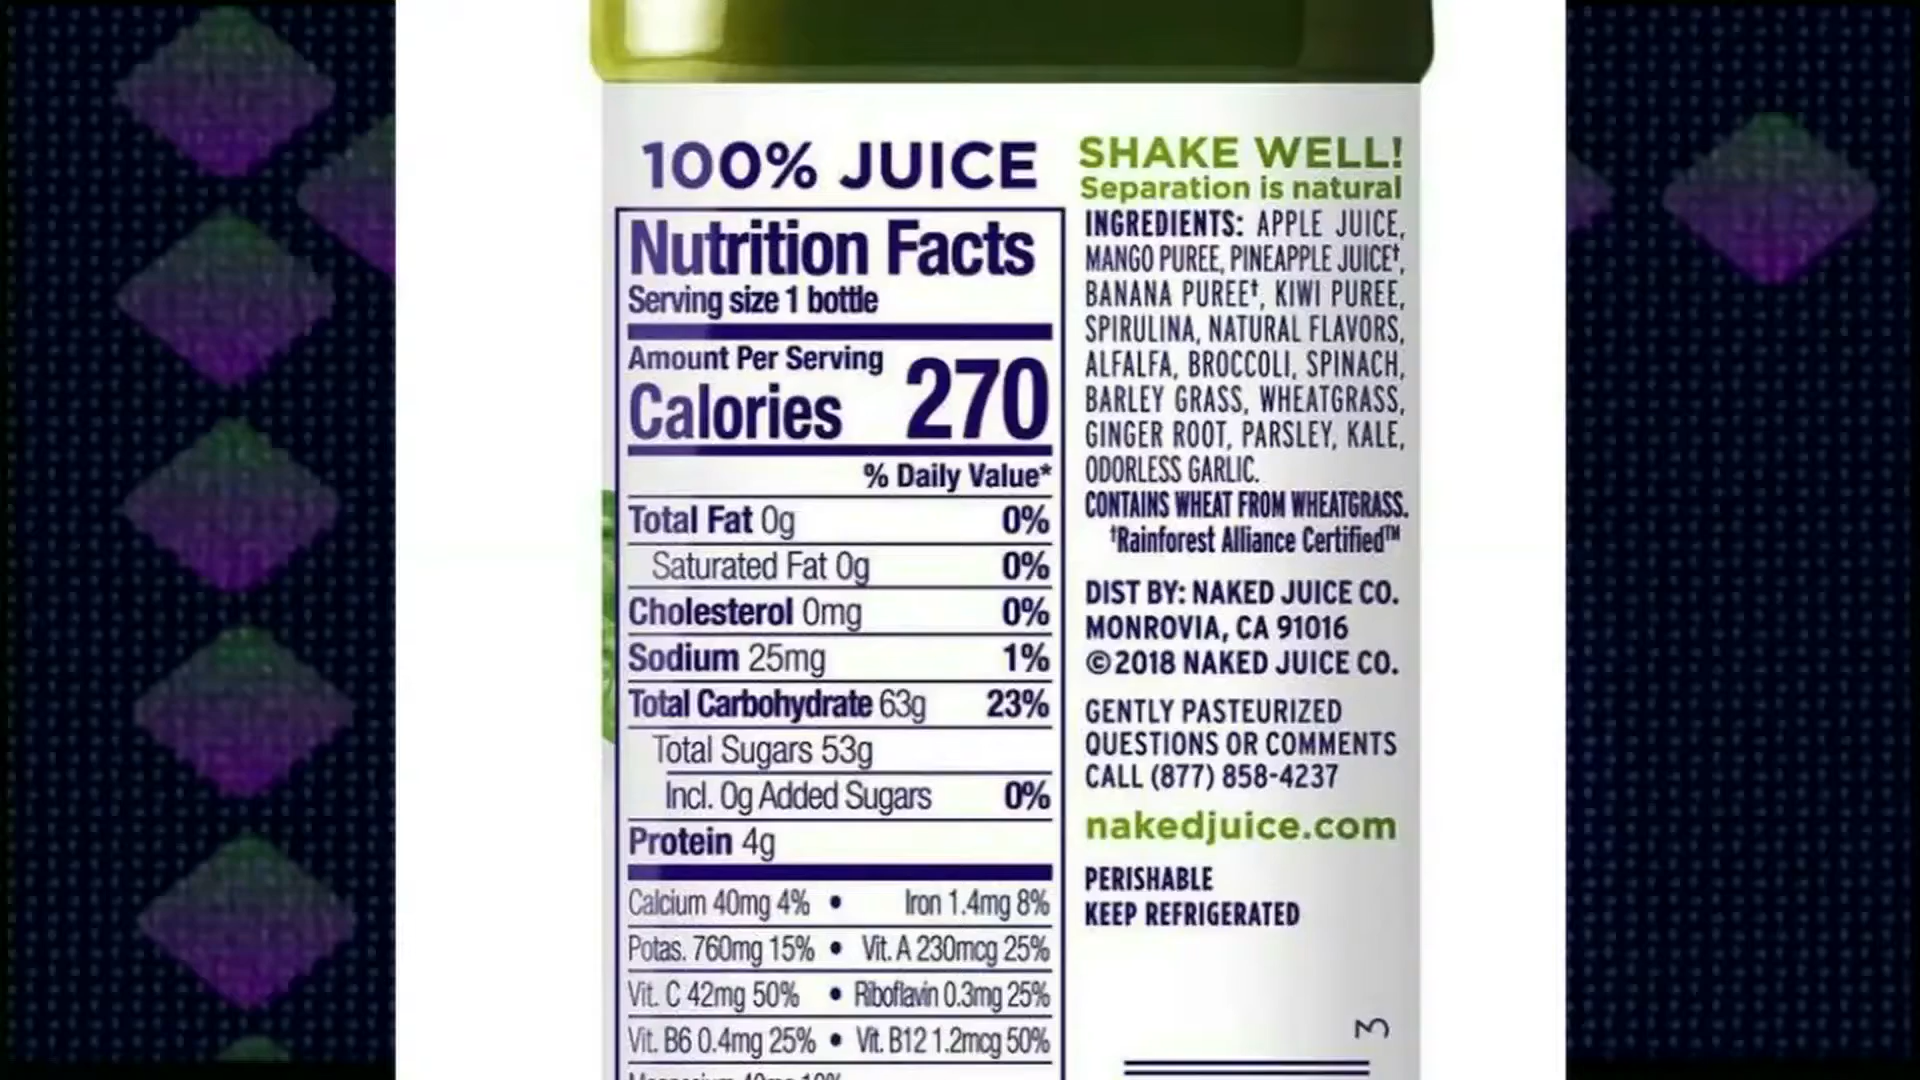 100% JUICE
Nutrition Facts
Serving size 1 bottle
Amount Per Serving
Calories 270
% Daily Value*
Total Fat 0g 0%
Saturated Fat 0g 0%
Cholesterol 0mg 0%
Sodium 25mg 1%
Total Carbohydrate 63g 23%
Total Sugars 53g
Incl. 0g Added Sugars 0%
Protein 4g
Calcium 40mg 4% • Iron 1.4mg 8%
Potas. 760mg 15% • Vit. A 230mcg 25%
Vit. C 42mg 50% • Riboflavin 0.3mg 25%
Vit. B6 0.4mg 25% • Vit. B12 1.2mcg 50%
SHAKE WELL!
Separation is natural
INGREDIENTS: APPLE JUICE,
MANGO PUREE, PINEAPPLE JUICE†,
BANANA PUREE†, KIWI PUREE,
SPIRULINA, NATURAL FLAVORS,
ALFALFA, BROCCOLI, SPINACH,
BARLEY GRASS, WHEATGRASS,
GINGER ROOT, PARSLEY, KALE,
ODORLESS GARLIC.
CONTAINS WHEAT FROM WHEATGRASS.
†Rainforest Alliance Certified™
DIST BY: NAKED JUICE CO.
MONROVIA, CA 91016
©2018 NAKED JUICE CO.
GENTLY PASTEURIZED
QUESTIONS OR COMMENTS
CALL (877) 858-4237
nakedjuice.com
PERISHABLE
KEEP REFRIGERATED
3